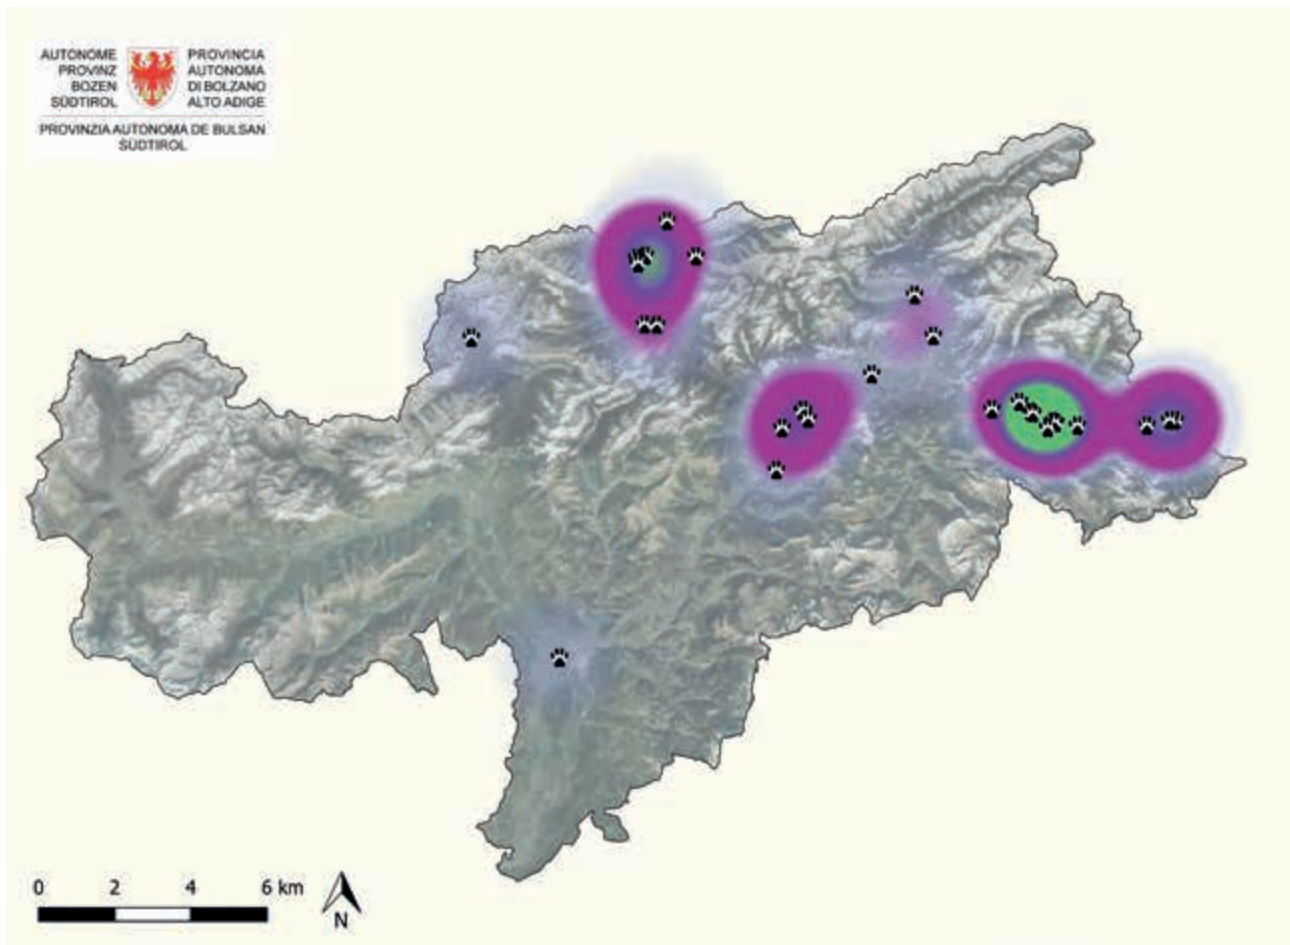 AUTONOME
PROVINZ
BOZEN
SÜDTIROL
PROVINCIA
AUTONOMA
DI BOLZANO
ALTO ADIGE
PROVINZIA AUTONOMA DE BULSAN
SÜDTIROL
0 2 4 6 km
N